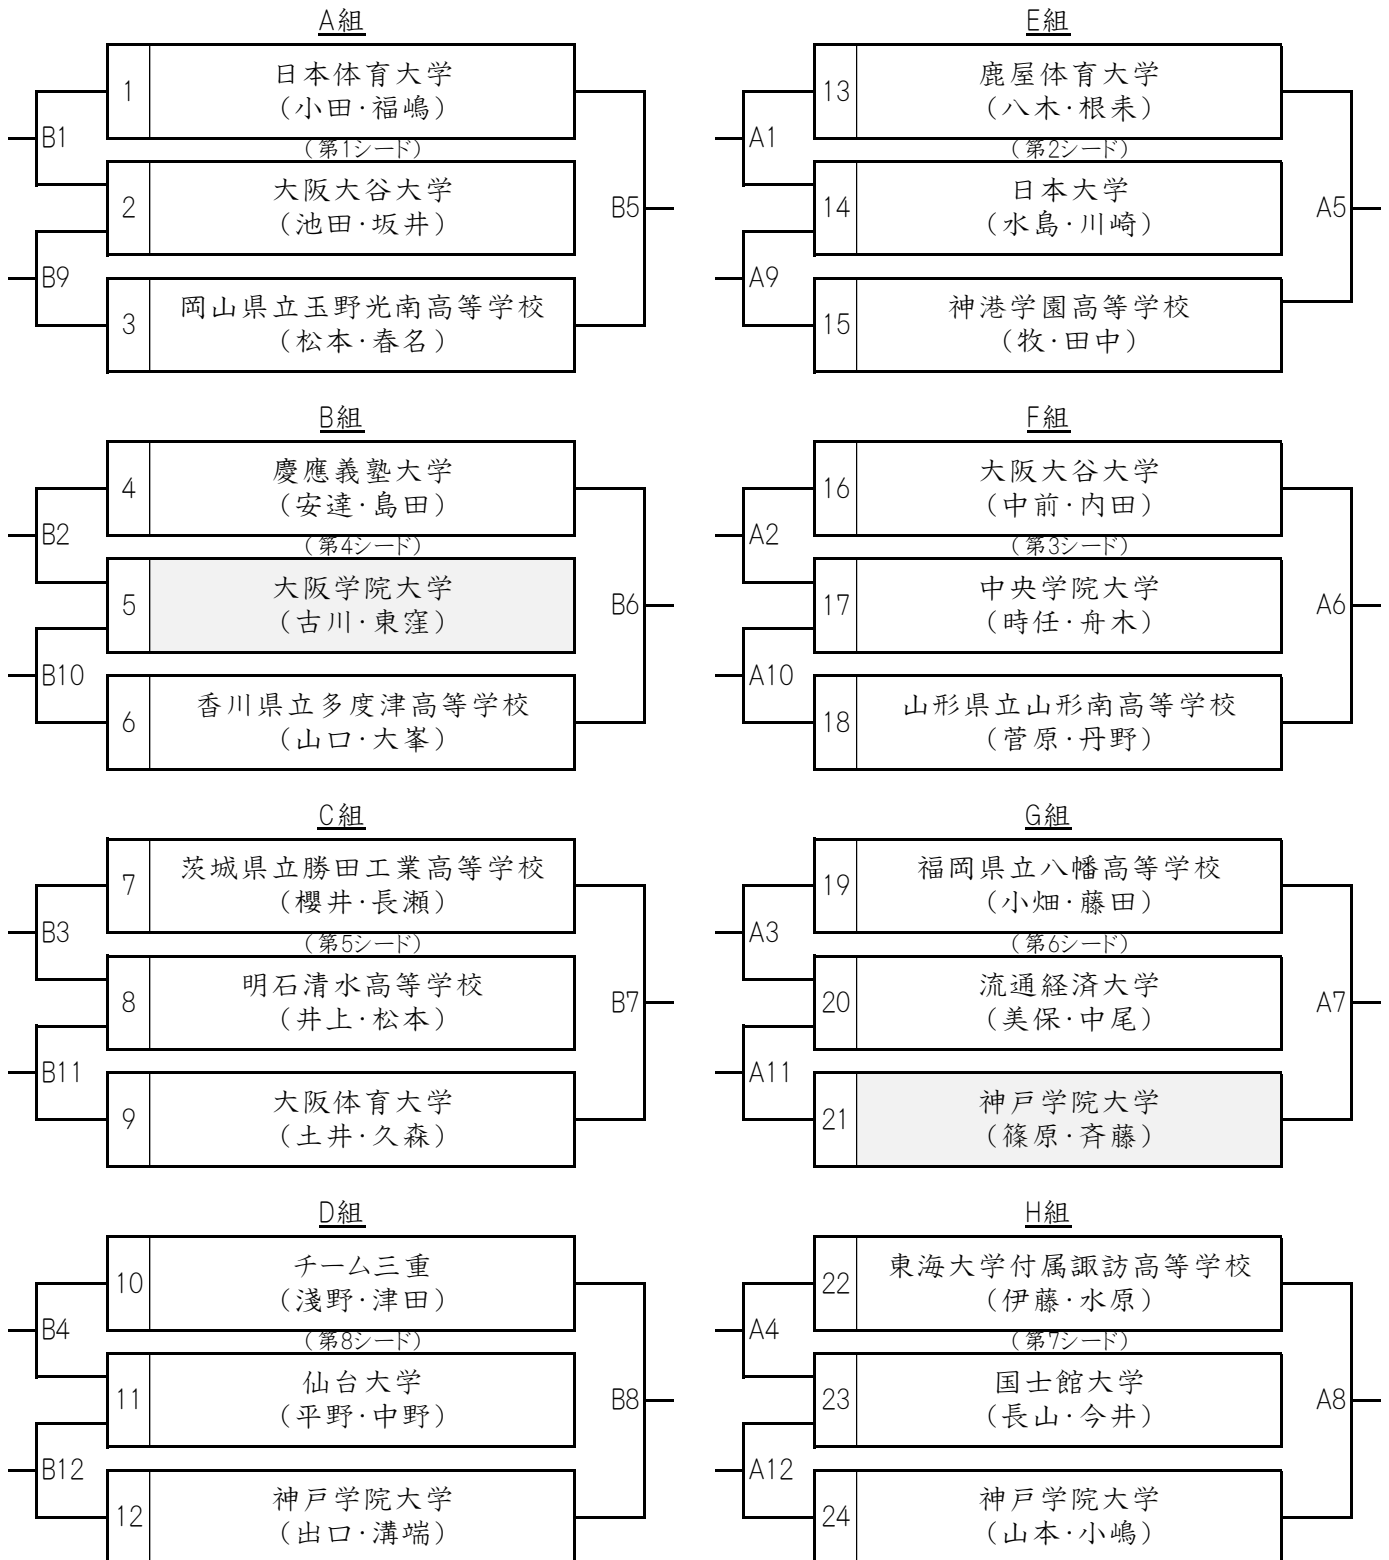 A組
1
日本体育大学
(小田・福嶋)
(第1シード)
2
大阪大谷大学
(池田・坂井)
3
岡山県立玉野光南高等学校
(松本・春名)
B1
B9
B5
B組
4
慶應義塾大学
(安達・島田)
(第4シード)
5
大阪学院大学
(古川・東窪)
6
香川県立多度津高等学校
(山口・大峯)
B2
B10
B6
C組
7
茨城県立勝田工業高等学校
(櫻井・長瀬)
(第5シード)
8
明石清水高等学校
(井上・松本)
9
大阪体育大学
(土井・久森)
B3
B11
B7
D組
10
チーム三重
(淺野・津田)
(第8シード)
11
仙台大学
(平野・中野)
12
神戸学院大学
(出口・溝端)
B4
B12
B8
E組
13
鹿屋体育大学
(八木・根来)
(第2シード)
14
日本大学
(水島・川崎)
15
神港学園高等学校
(牧・田中)
A1
A9
A5
F組
16
大阪大谷大学
(中前・内田)
(第3シード)
17
中央学院大学
(時任・舟木)
18
山形県立山形南高等学校
(菅原・丹野)
A2
A10
A6
G組
19
福岡県立八幡高等学校
(小畑・藤田)
(第6シード)
20
流通経済大学
(美保・中尾)
21
神戸学院大学
(篠原・斉藤)
A3
A11
A7
H組
22
東海大学付属諏訪高等学校
(伊藤・水原)
(第7シード)
23
国士館大学
(長山・今井)
24
神戸学院大学
(山本・小嶋)
A4
A12
A8